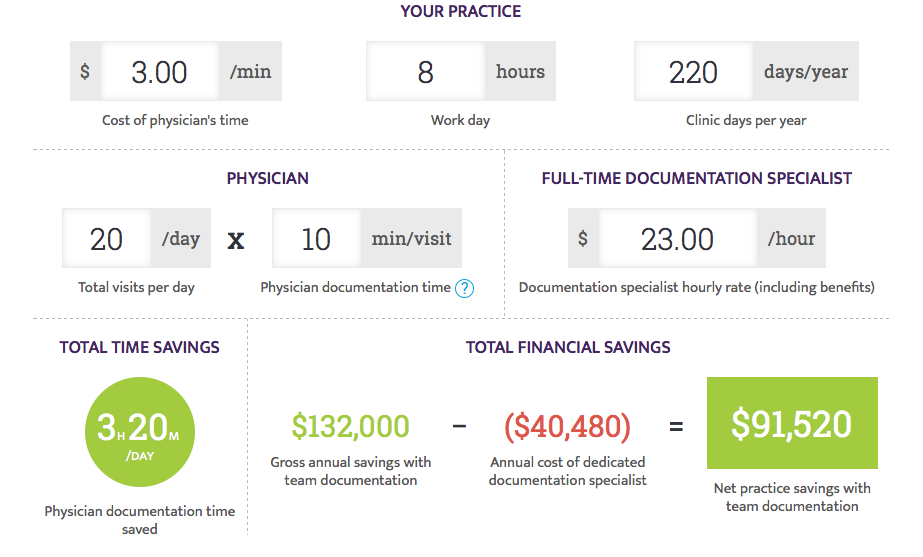 YOUR PRACTICE
$ 3.00 /min
8 hours
220 days/year
Cost of physician's time
Work day
Clinic days per year
PHYSICIAN
FULL-TIME DOCUMENTATION SPECIALIST
20 /day x 10 min/visit
$ 23.00 /hour
Total visits per day
Physician documentation time ?
Documentation specialist hourly rate (including benefits)
TOTAL TIME SAVINGS
TOTAL FINANCIAL SAVINGS
3H 20M
/DAY
$132,000 – ($40,480) = $91,520
Gross annual savings with
team documentation
Annual cost of dedicated
documentation specialist
Net practice savings with
team documentation
Physician documentation time
saved